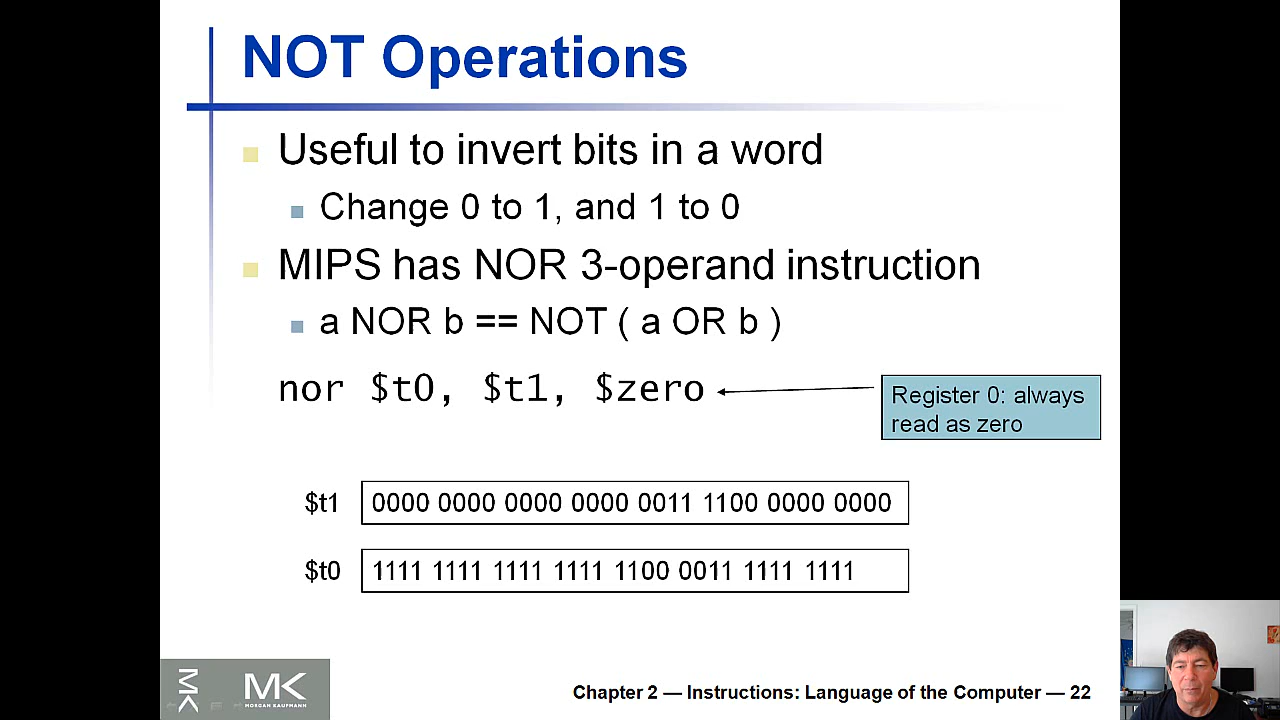 NOT Operations
Useful to invert bits in a word
Change 0 to 1, and 1 to 0
MIPS has NOR 3-operand instruction
a NOR b == NOT ( a OR b )
nor $t0, $t1, $zero
Register 0: always
read as zero
$t1 0000 0000 0000 0000 0011 1100 0000 0000
$t0 1111 1111 1111 1111 1100 0011 1111 1111
MK
MK
MORGAN KAUFMANN
Chapter 2 — Instructions: Language of the Computer — 22